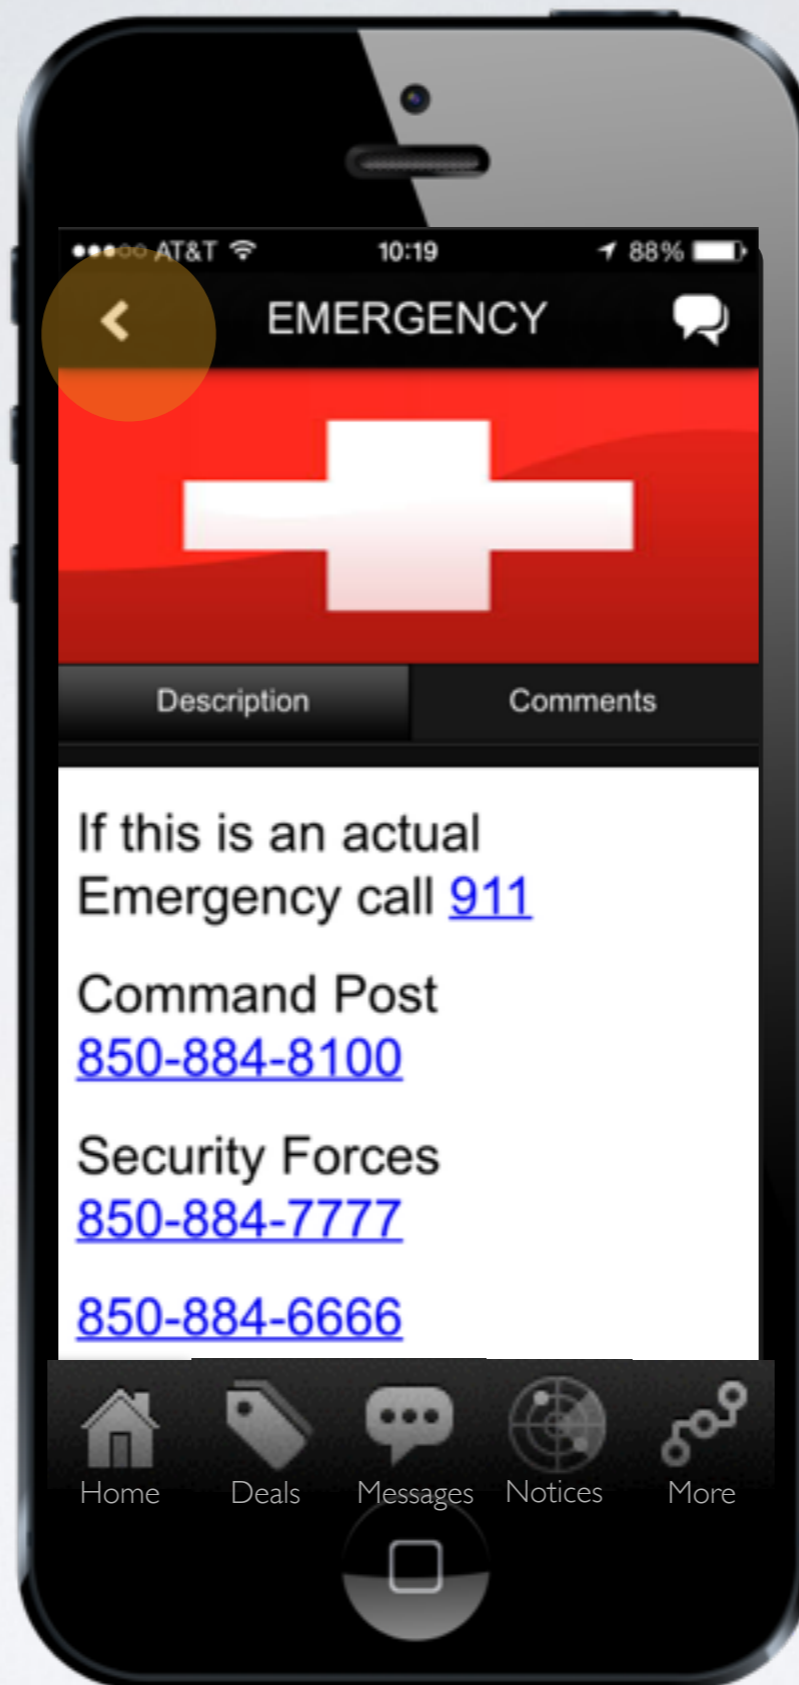 AT&T 10:19 88%
EMERGENCY
Description Comments
If this is an actual
Emergency call 911
Command Post
850-884-8100
Security Forces
850-884-7777
850-884-6666
Home Deals Messages Notices More